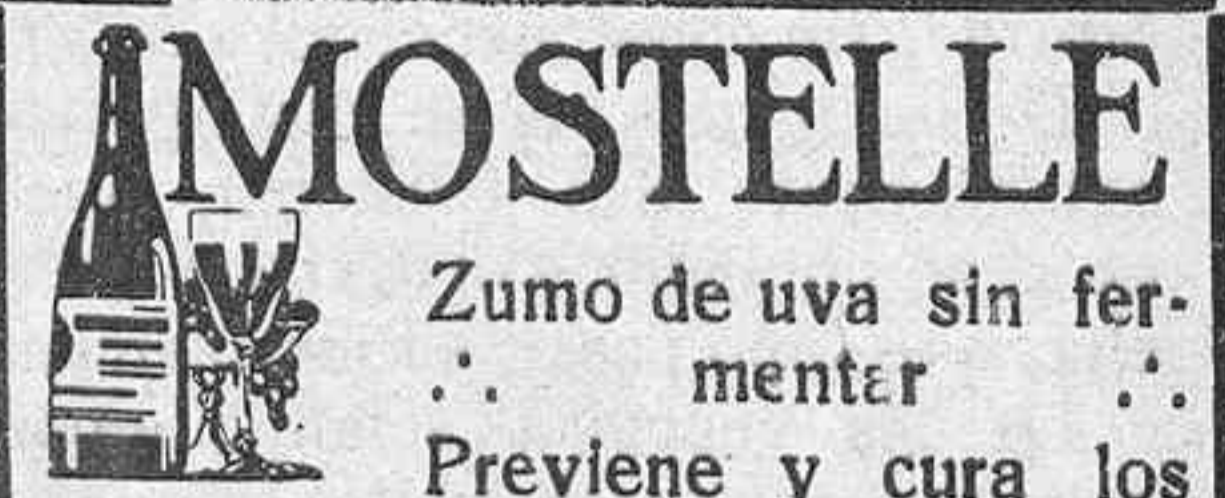 MOSTELLE
Zumo de uva sin fer-
mentar
Previene y cura los